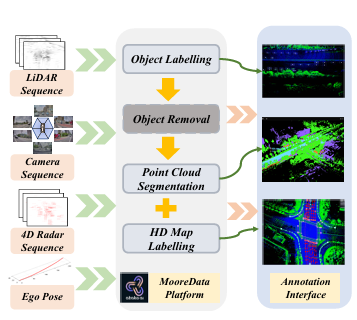 LiDAR
Sequence
Camera
Sequence
4D Radar
Sequence
Ego Pose
Object Labelling
Object Removal
Point Cloud
Segmentation
HD Map
Labelling
MooreData
Platform
Annotation
Interface